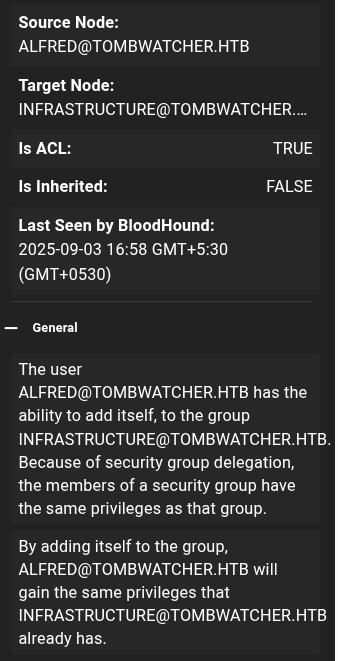 Source Node:
ALFRED@TOMBWATCHER.HTB
Target Node:
INFRASTRUCTURE@TOMBWATCHER.…
Is ACL: TRUE
Is Inherited: FALSE
Last Seen by BloodHound:
2025-09-03 16:58 GMT+5:30
(GMT+0530)
General
The user
ALFRED@TOMBWATCHER.HTB has the
ability to add itself, to the group
INFRASTRUCTURE@TOMBWATCHER.HTB.
Because of security group delegation,
the members of a security group have
the same privileges as that group.
By adding itself to the group,
ALFRED@TOMBWATCHER.HTB will
gain the same privileges that
INFRASTRUCTURE@TOMBWATCHER.HTB
already has.